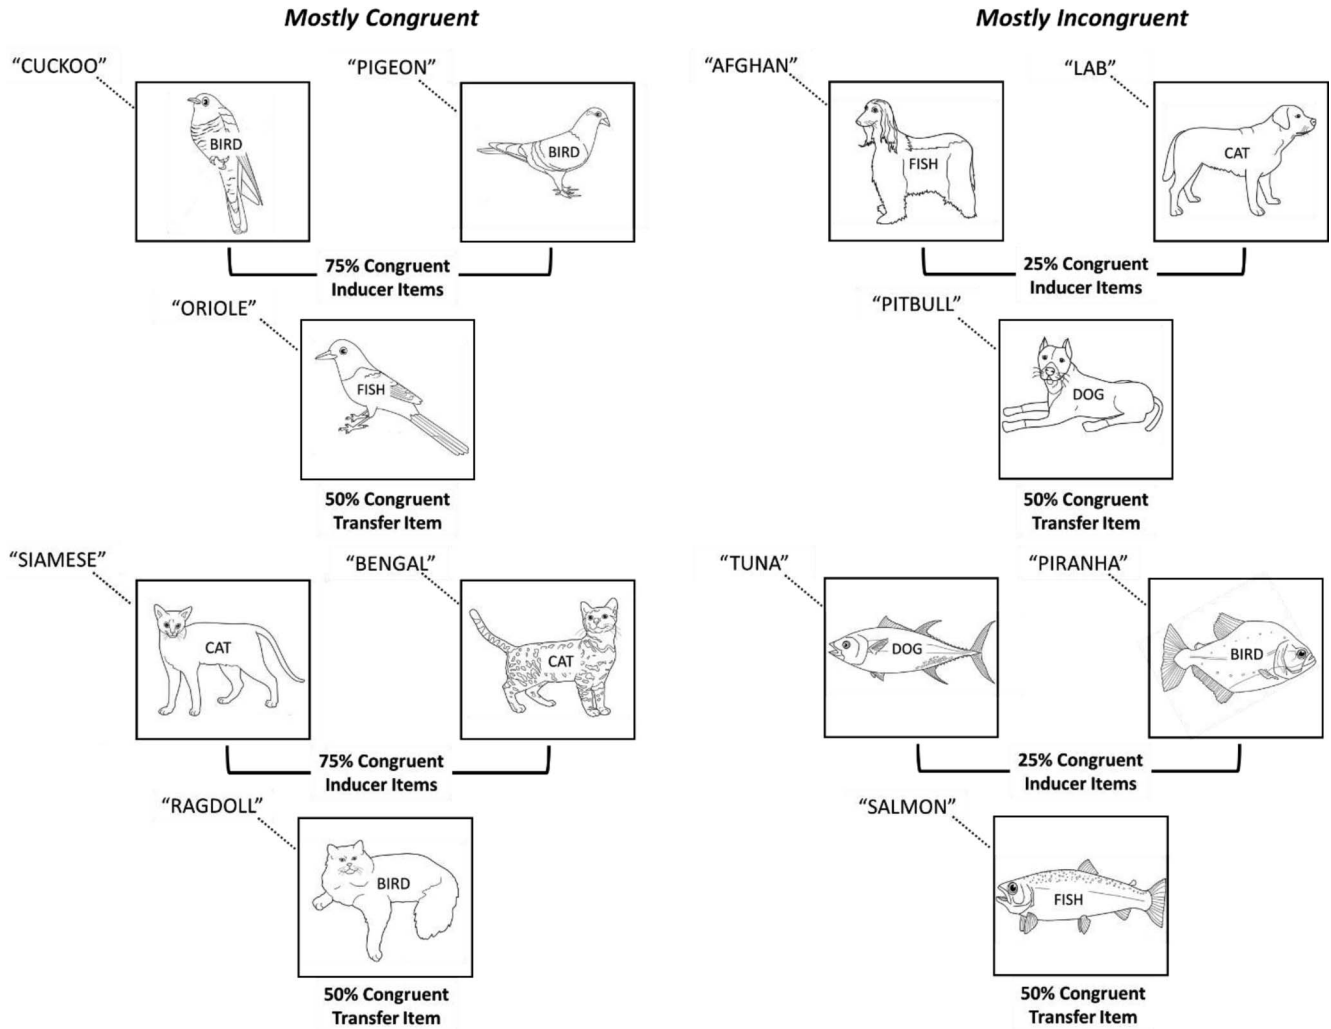 Mostly Congruent
Mostly Incongruent
"CUCKOO"
"PIGEON"
BIRD
BIRD
75% Congruent
Inducer Items
"ORIOLE"
FISH
50% Congruent
Transfer Item
"SIAMESE"
"BENGAL"
CAT
CAT
75% Congruent
Inducer Items
"RAGDOLL"
BIRD
50% Congruent
Transfer Item
"AFGHAN"
"LAB"
FISH
CAT
25% Congruent
Inducer Items
"PITBULL"
DOG
50% Congruent
Transfer Item
"TUNA"
"PIRANHA"
DOG
BIRD
25% Congruent
Inducer Items
"SALMON"
FISH
50% Congruent
Transfer Item